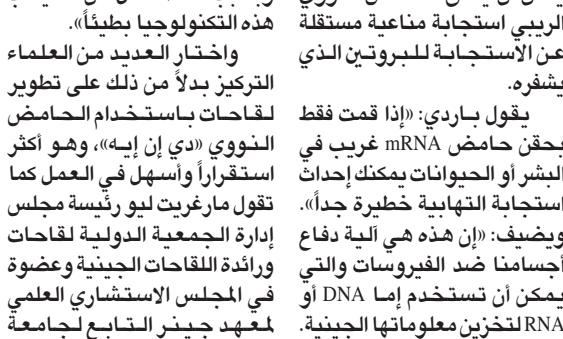 الريبي استجابة مناعية مستقلة
عن الاستجابة للبروتين الذي
يشفره.
يقول باردي: «إذا قمت فقط
بحقن حامض mRNA غريب في
البشر أو الحيوانات يمكنك إحداث
استجابة التهابية خطيرة جداً».
ويضيف: «إن هذه هي آلية دفاع
أجسامنا ضد الفيروسات والتي
يمكن أن تستخدم إما DNA أو
RNA لتخزين معلوماتها الجينية.
هذه التكنولوجيا بطيئاً».
واختار العديد من العلماء
التركيز بدلاً من ذلك على تطوير
لقاحات باستخدام الحامض
النووي «دي إن إيه»، وهو أكثر
استقراراً وأسهل في العمل كما
تقول مارغريت ليو رئيسة مجلس
إدارة الجمعية الدولية لقاحات
ورائدة اللقاحات الجينية وعضوة
في المجلس الاستشاري العلمي
لمعهد جينر التابع لجامعة